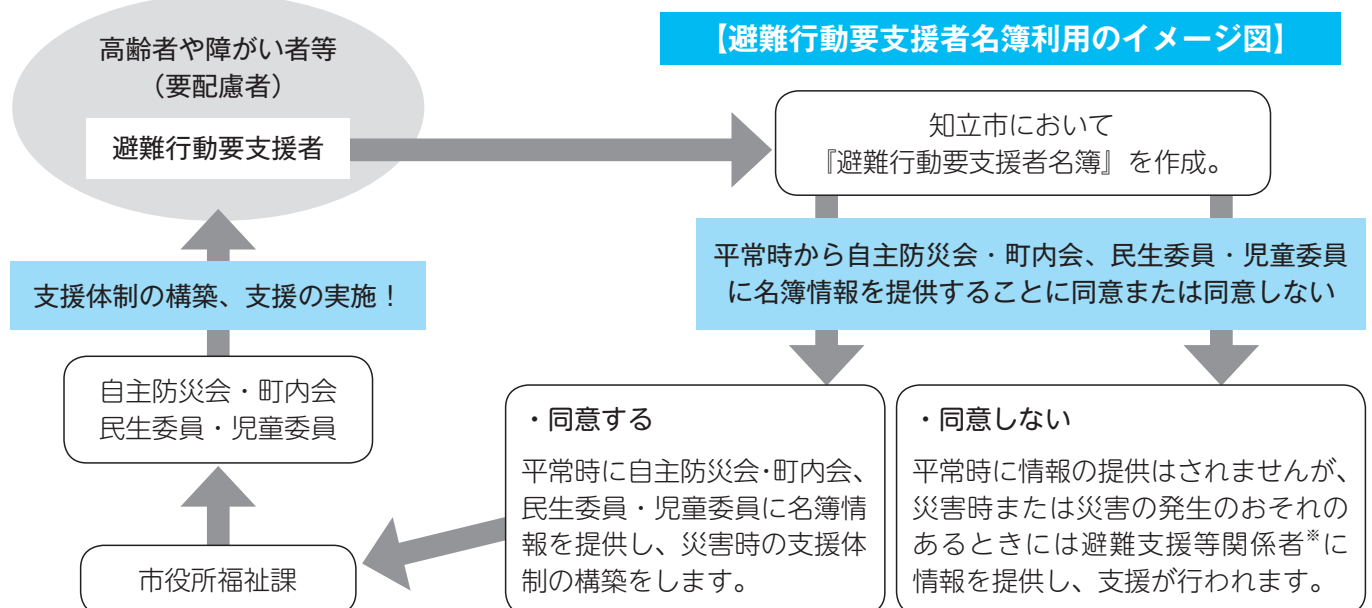 【避難行動要支援者名簿利用のイメージ図】
高齢者や障がい者等
（要配慮者）
避難行動要支援者
知立市において
『避難行動要支援者名簿』を作成。
平常時から自主防災会・町内会、民生委員・児童委員
に名簿情報を提供することに同意または同意しない
支援体制の構築、支援の実施！
自主防災会・町内会
民生委員・児童委員
市役所福祉課
・同意する
平常時に自主防災会・町内会、
民生委員・児童委員に名簿情
報を提供し、災害時の支援体
制の構築をします。
・同意しない
平常時に情報の提供はされませんが、
災害時または災害の発生のおそれの
あるときには避難支援等関係者※に
情報を提供し、支援が行われます。